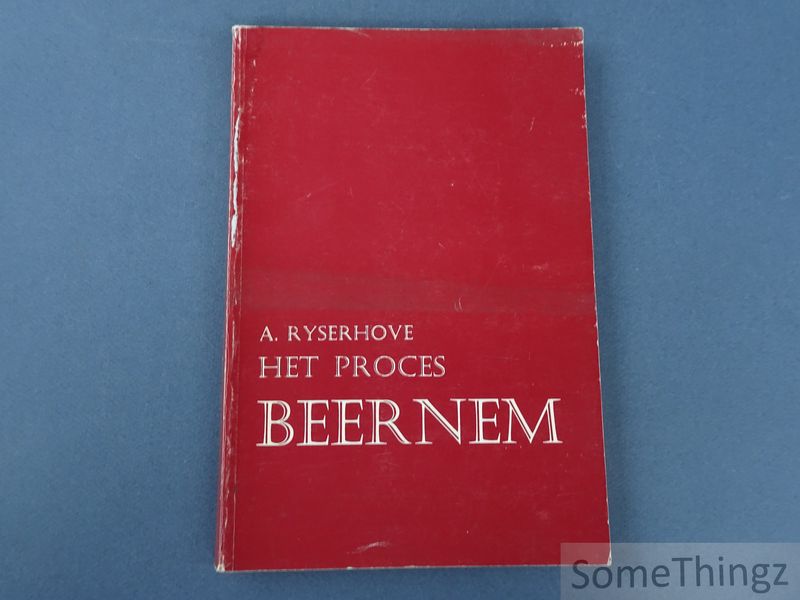 A. RYSERHOVE
HET PROCES
BEERNEM
SomeThingz